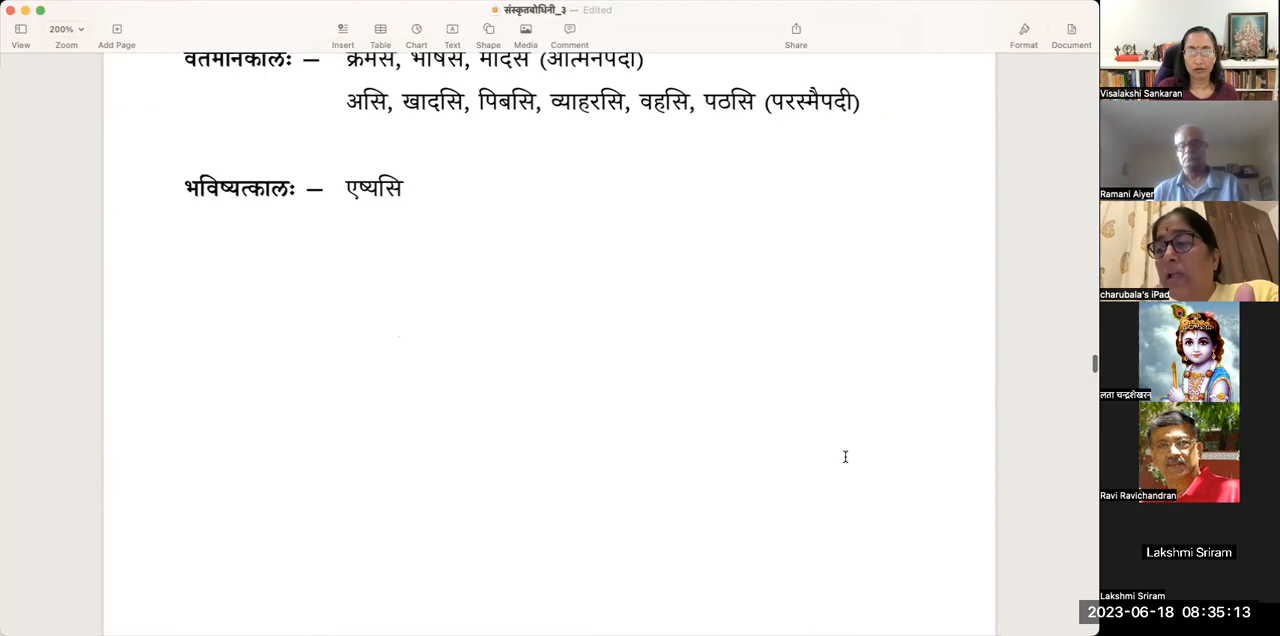 संस्कृतबोधिनी_३ — Edited
200%
View
Zoom
Add Page
Insert
Table
Chart
Text
Shape
Media
Comment
Share
Format
Document
वर्तमानकालः — क्रमसे, भाषसे, मोदसे (आत्मनेपदी)
असि, खादसि, पिबसि, व्याहरसि, वहसि, पठसि (परस्मैपदी)
भविष्यत्कालः — एष्यसि
Visalakshi Sankaran
Ramani Aiyer
charubala's iPad
लता चन्द्रशेखरन
Ravi Ravichandran
Lakshmi Sriram
Lakshmi Sriram
2023-06-18 08:35:13